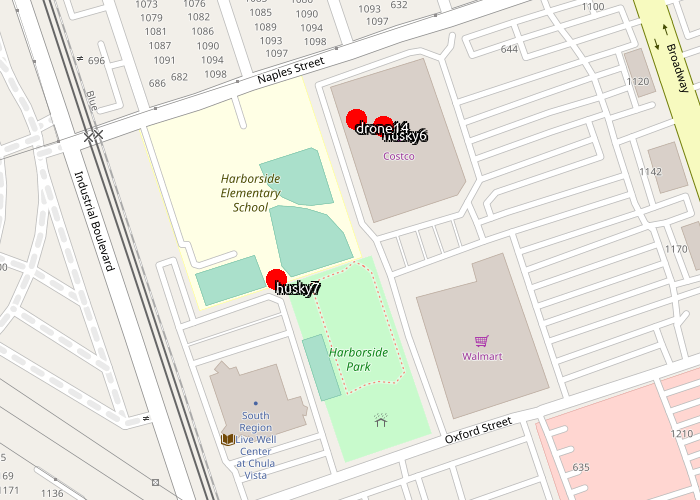 1073
1079
1081
1087
1091
1076
1082
1086
1090
1094
1098
1085
1089
1093
1097
1090
1094
1098
1093
1097
632
1100
696
686
682
644
1120
1142
1170
Blue
Naples Street
Broadway
drone14
husky6
Costco
Harborside
Elementary
School
Industrial Boulevard
husky7
Walmart
Harborside
Park
South
Region
Live Well
Center
at Chula
Vista
Oxford Street
635
1210
00
169
1171
1136